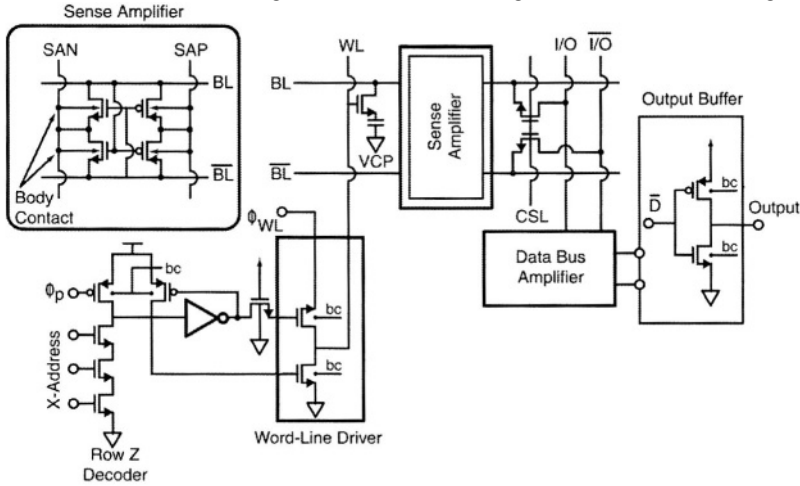 Sense Amplifier
SAN
SAP
BL
BL
Body
Contact
WL
I/O
I/O
BL
BL
Sense
Amplifier
VCP
CSL
Output Buffer
bc
D
Output
bc
Data Bus
Amplifier
ϕWL
bc
bc
ϕp
bc
X-Address
Row Z
Decoder
Word-Line Driver